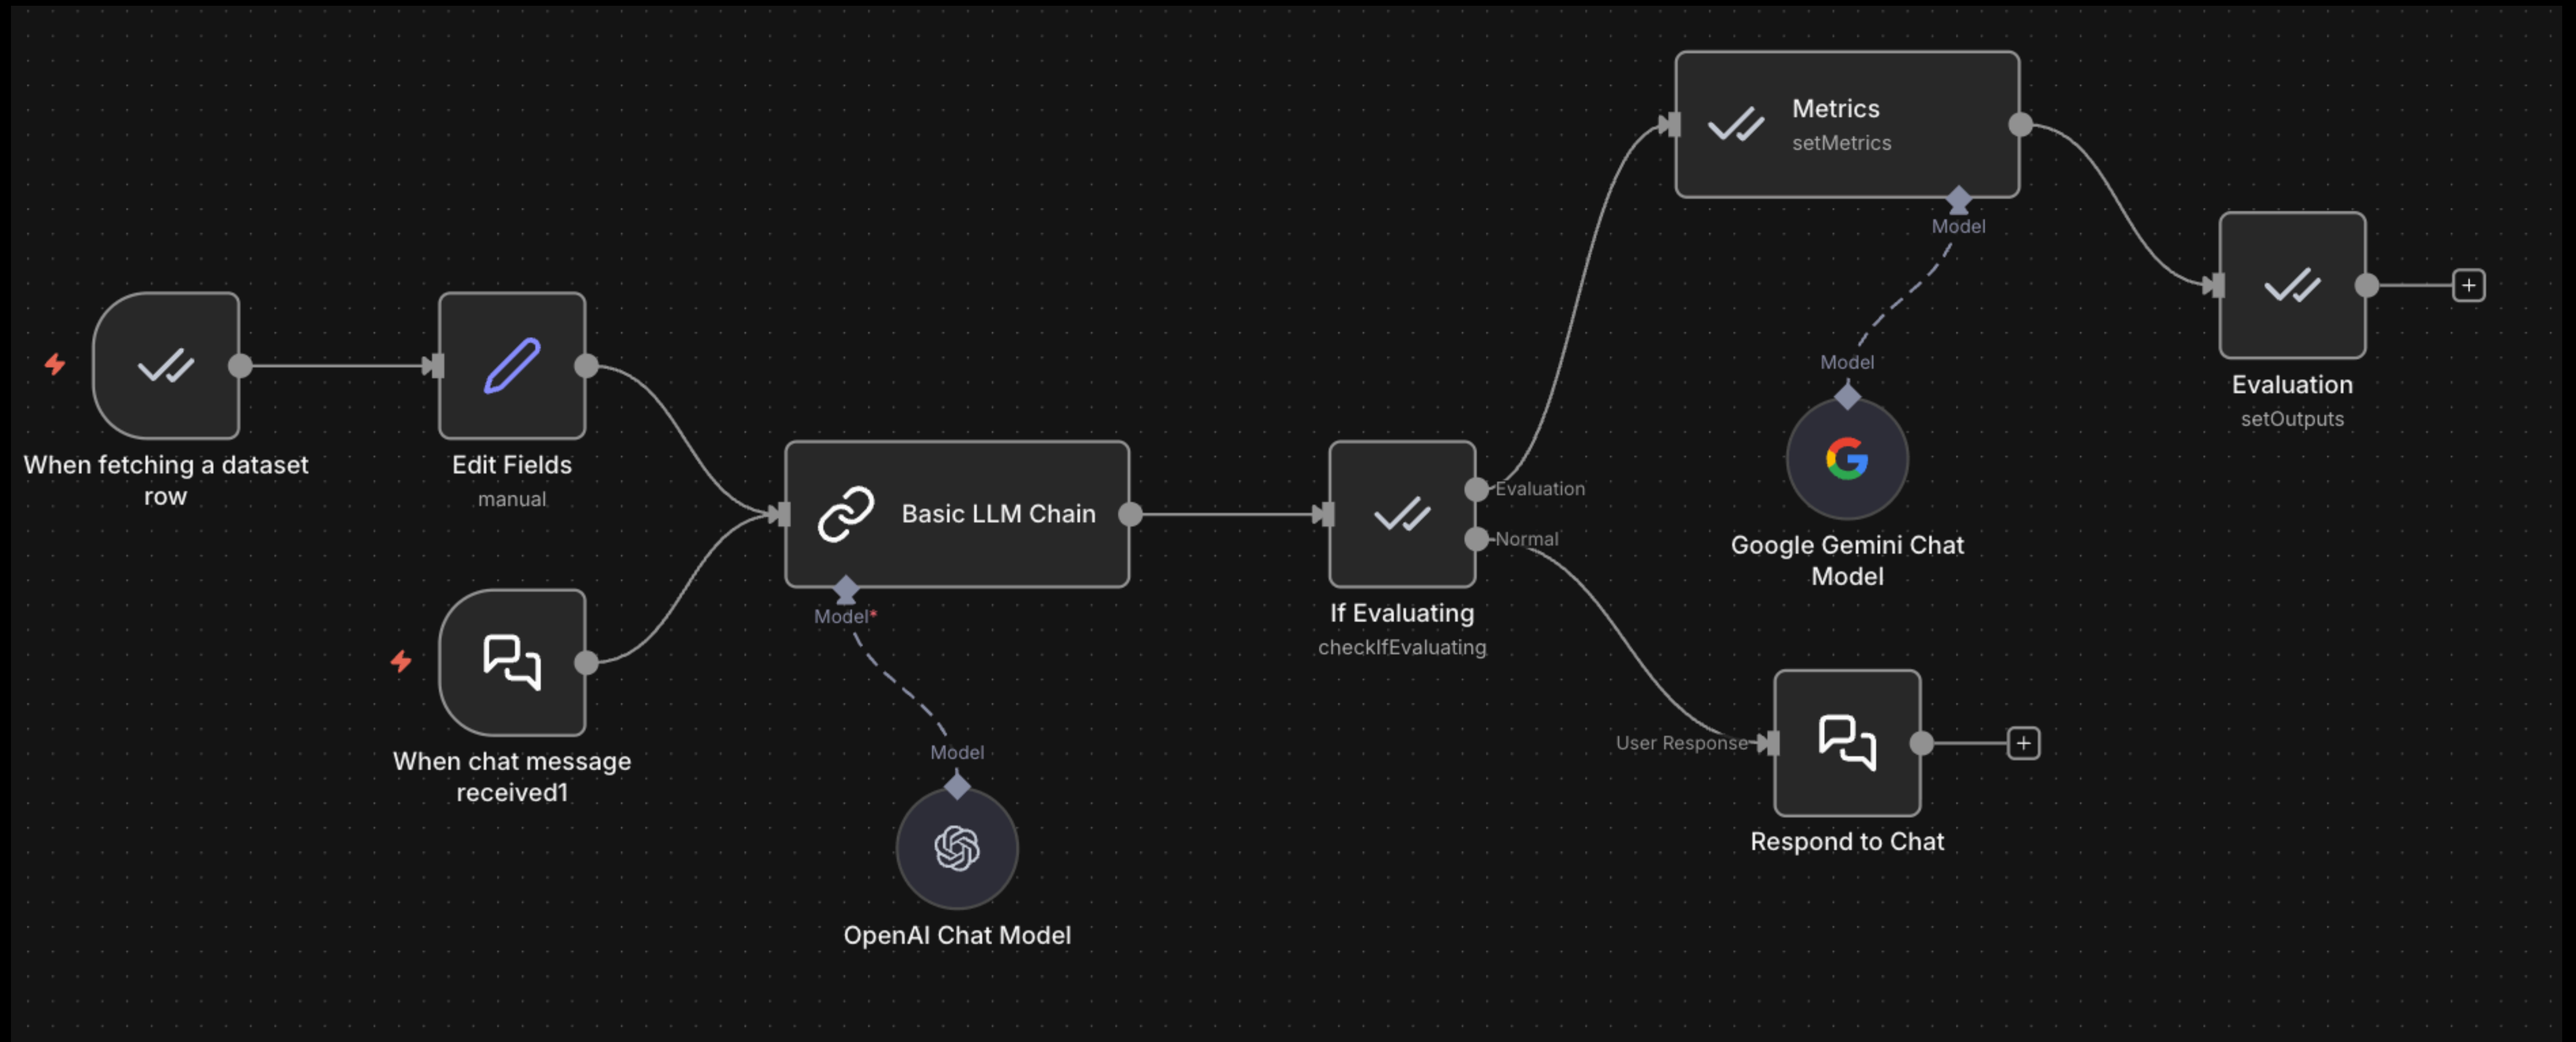 Metrics
setMetrics
Model
Model
Google Gemini Chat
Model
Evaluation
setOutputs
When fetching a dataset
row
Edit Fields
manual
When chat message
received1
Basic LLM Chain
Model*
Model
OpenAI Chat Model
If Evaluating
checkIfEvaluating
Evaluation
Normal
User Response
Respond to Chat